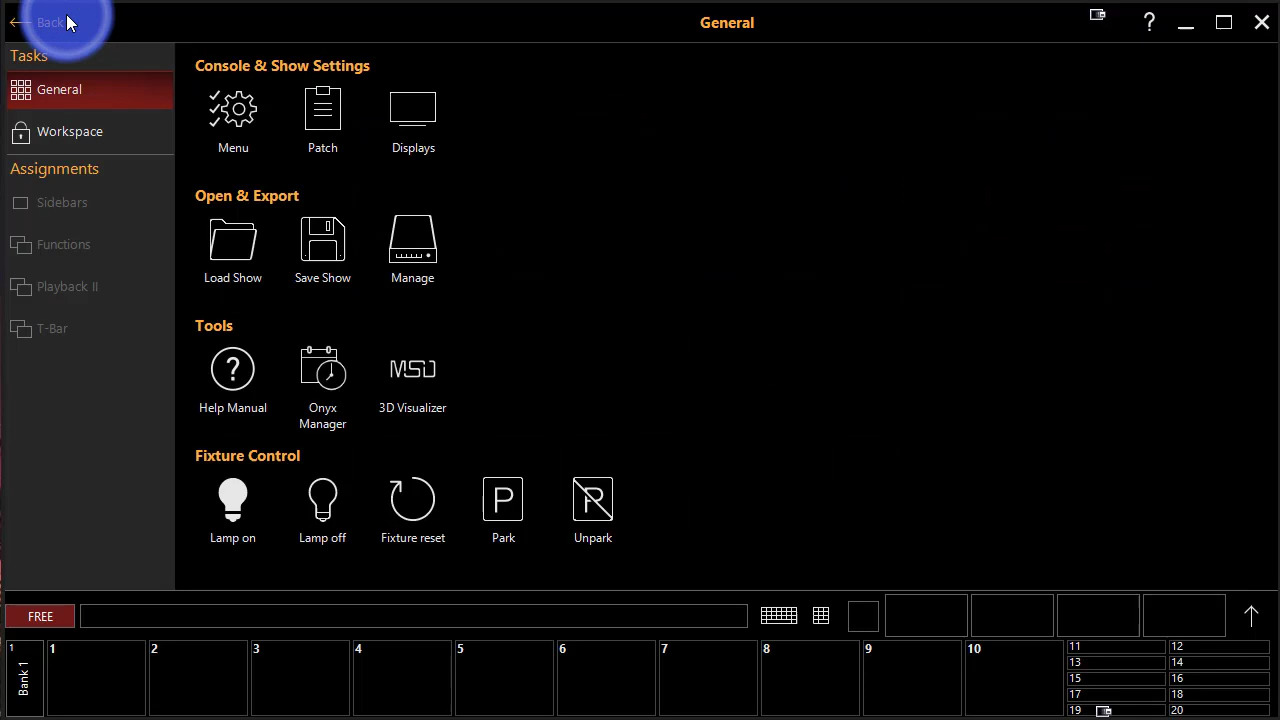 Back
General
?
Tasks
General
Workspace
Assignments
Sidebars
Functions
Playback II
T-Bar
Console & Show Settings
Menu
Patch
Displays
Open & Export
Load Show
Save Show
Manage
Tools
?
MSD
Help Manual
Onyx
Manager
3D Visualizer
Fixture Control
P
P
Lamp on
Lamp off
Fixture reset
Park
Unpark
FREE
1
Bank 1
1
2
3
4
5
6
7
8
9
10
11
12
13
14
15
16
17
18
19
20